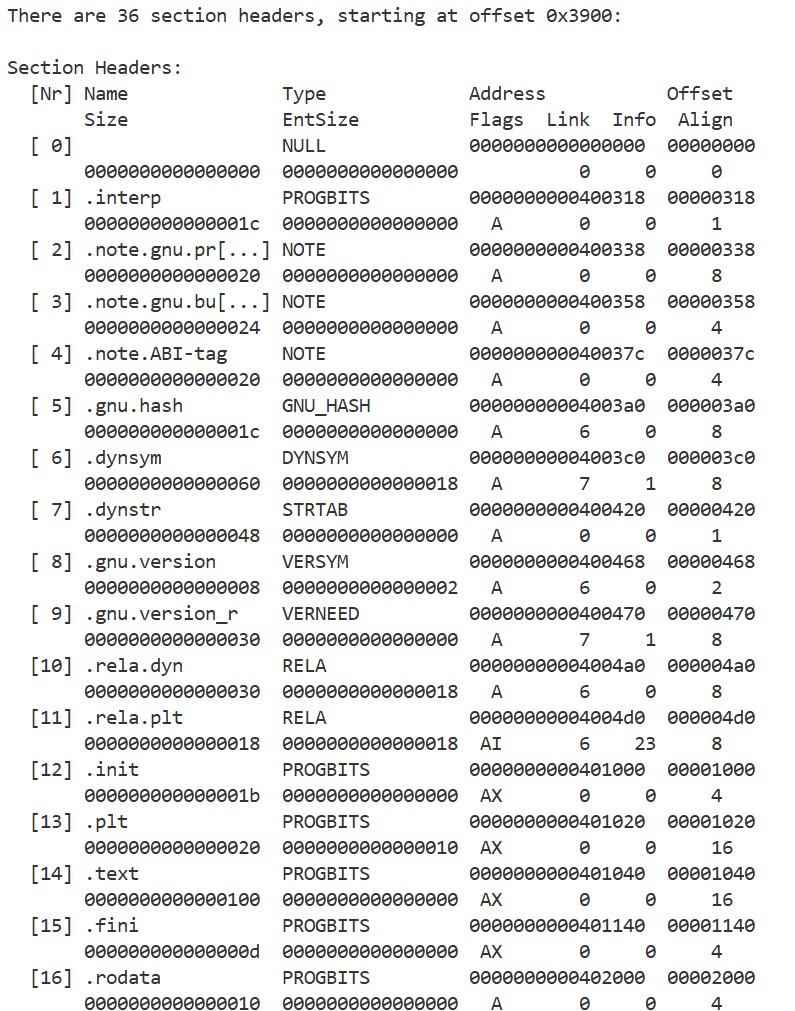 There are 36 section headers, starting at offset 0x3900:

Section Headers:
  [Nr] Name              Type             Address           Offset
       Size              EntSize          Flags  Link  Info  Align
  [ 0]                   NULL             0000000000000000  00000000
       0000000000000000  0000000000000000           0     0     0
  [ 1] .interp           PROGBITS         0000000000400318  00000318
       000000000000001c  0000000000000000   A       0     0     1
  [ 2] .note.gnu.pr[...] NOTE             0000000000400338  00000338
       0000000000000020  0000000000000000   A       0     0     8
  [ 3] .note.gnu.bu[...] NOTE             0000000000400358  00000358
       0000000000000024  0000000000000000   A       0     0     4
  [ 4] .note.ABI-tag     NOTE             000000000040037c  0000037c
       0000000000000020  0000000000000000   A       0     0     4
  [ 5] .gnu.hash         GNU_HASH         00000000004003a0  000003a0
       000000000000001c  0000000000000000   A       6     0     8
  [ 6] .dynsym           DYNSYM           00000000004003c0  000003c0
       0000000000000060  0000000000000018   A       7     1     8
  [ 7] .dynstr           STRTAB           0000000000400420  00000420
       0000000000000048  0000000000000000   A       0     0     1
  [ 8] .gnu.version      VERSYM           0000000000400468  00000468
       0000000000000008  0000000000000002   A       6     0     2
  [ 9] .gnu.version_r    VERNEED          0000000000400470  00000470
       0000000000000030  0000000000000000   A       7     1     8
  [10] .rela.dyn         RELA             00000000004004a0  000004a0
       0000000000000030  0000000000000018   A       6     0     8
  [11] .rela.plt         RELA             00000000004004d0  000004d0
       0000000000000018  0000000000000018  AI       6    23     8
  [12] .init             PROGBITS         0000000000401000  00001000
       000000000000001b  0000000000000000  AX       0     0     4
  [13] .plt              PROGBITS         0000000000401020  00001020
       0000000000000020  0000000000000010  AX       0     0     16
  [14] .text             PROGBITS         0000000000401040  00001040
       0000000000000100  0000000000000000  AX       0     0     16
  [15] .fini             PROGBITS         0000000000401140  00001140
       000000000000000d  0000000000000000  AX       0     0     4
  [16] .rodata           PROGBITS         0000000000402000  00002000
       0000000000000010  0000000000000000   A       0     0     4